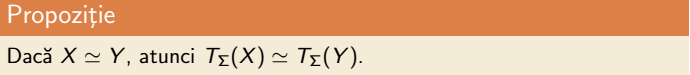 Propoziție
Dacă X ≃ Y, atunci T_Σ(X) ≃ T_Σ(Y).